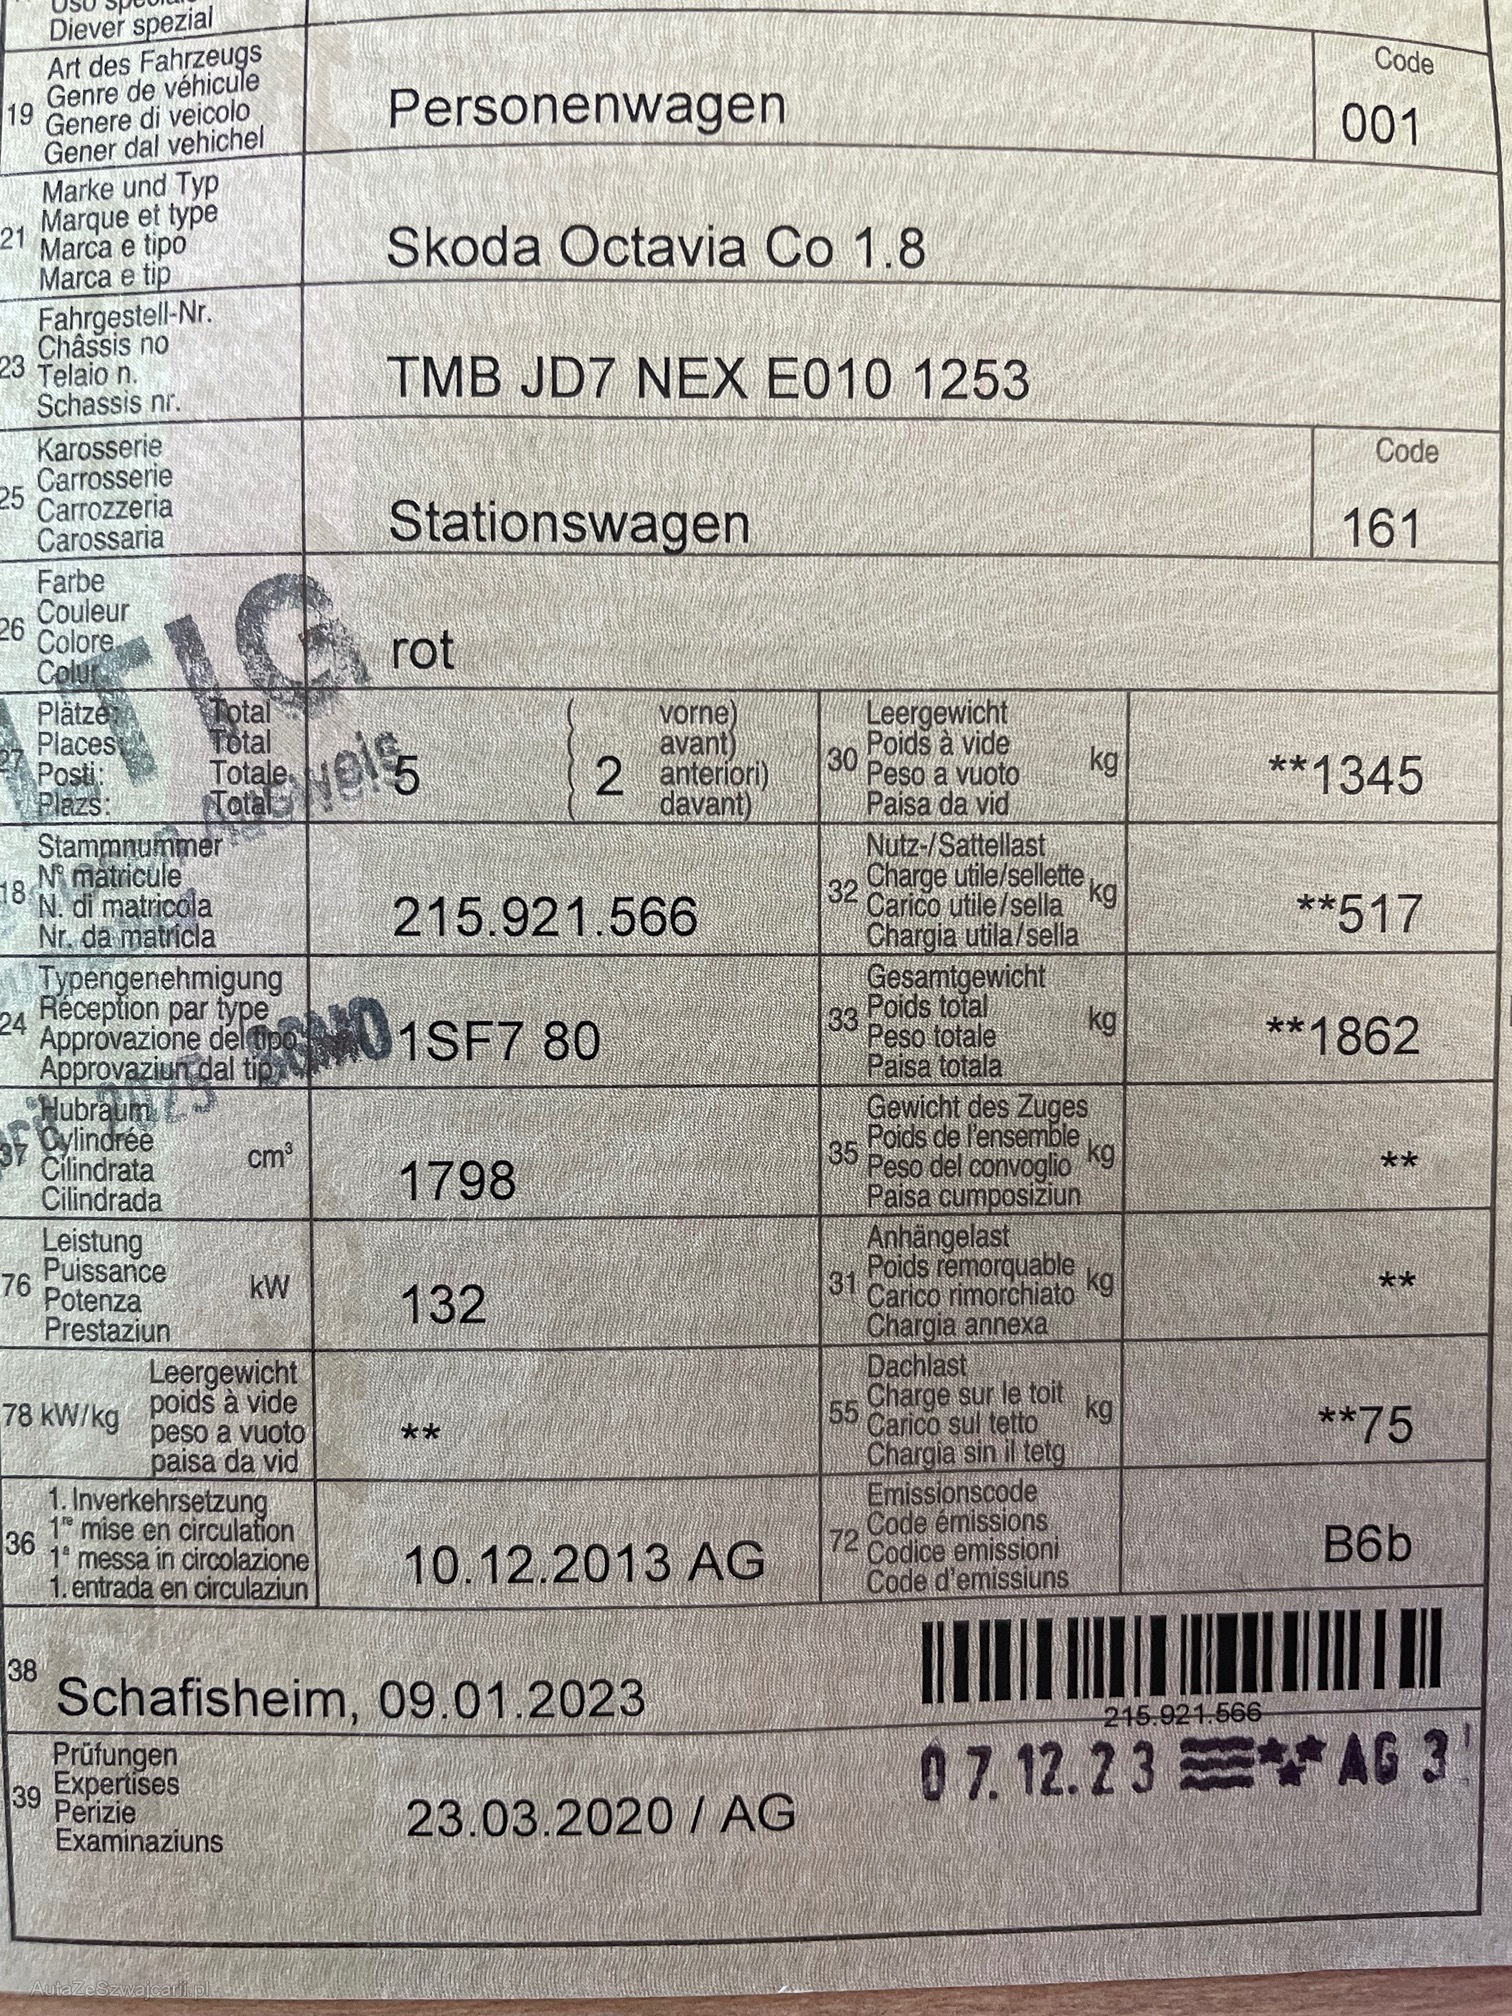 Diever spezial
19
Art des Fahrzeugs
Genre de véhicule
Genere di veicolo
Gener dal vehichel
Personenwagen
Code
001
21
Marke und Typ
Marque et type
Marca e tipo
Marca e tip
Skoda Octavia Co 1.8
23
Fahrgestell-Nr.
Châssis no
Telaio n.
Schassis nr.
TMB JD7 NEX E010 1253
25
Karosserie
Carrosserie
Carrozzeria
Carossaria
Stationswagen
Code
161
26
Farbe
Couleur
Colore
Colur
rot
27
Plätze: Total
Places: Total
Posti: Totale
Plazs: Total
5
2
vorne)
avant)
anteriori)
davant)
30
Leergewicht
Poids à vide
Peso a vuoto
Paisa da vid
kg
**1345
18
Stammnummer
N° matricule
N. di matricola
Nr. da matricla
215.921.566
32
Nutz-/Sattellast
Charge utile/sellette
Carico utile/sella
Chargia utila/sella
kg
**517
24
Typengenehmigung
Réception par type
Approvazione del tipo
Approvaziun dal tip
1SF7 80
33
Gesamtgewicht
Poids total
Peso totale
Paisa totala
kg
**1862
37
Hubraum
Cylindrée
Cilindrata
Cilindrada
cm³
1798
35
Gewicht des Zuges
Poids de l'ensemble
Peso del convoglio
Paisa cumposiziun
kg
**
76
Leistung
Puissance
Potenza
Prestaziun
kW
132
31
Anhängelast
Poids remorquable
Carico rimorchiato
Chargia annexa
kg
**
78 kW/kg
Leergewicht
poids à vide
peso a vuoto
paisa da vid
**
55
Dachlast
Charge sur le toit
Carico sul tetto
Chargia sin il tetg
kg
**75
36
1. Inverkehrsetzung
1re mise en circulation
1a messa in circolazione
1. entrada en circulaziun
10.12.2013 AG
72
Emissionscode
Code émissions
Codice emissioni
Code d'emissiuns
B6b
38
Schafisheim, 09.01.2023
215.921.566
39
Prüfungen
Expertises
Perizie
Examinaziuns
23.03.2020 / AG
07.12.23 AG 3
AutaZeSzwajcarii.pl